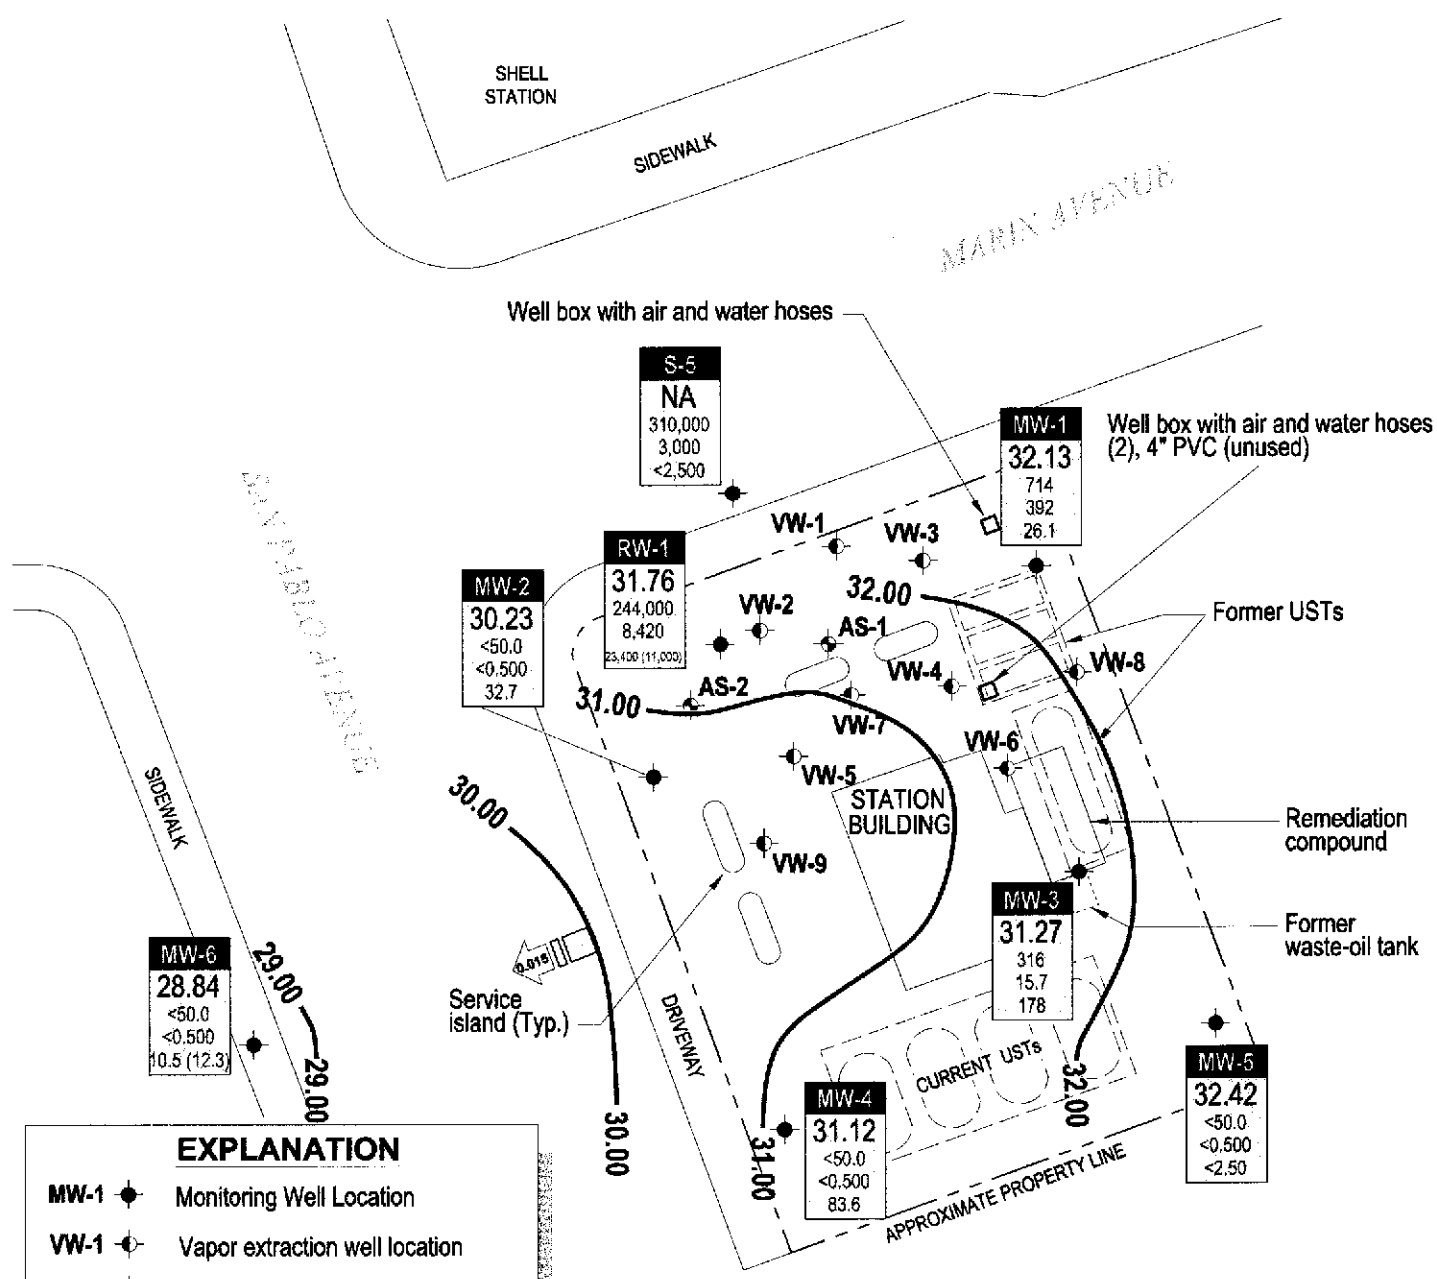 SHELL
STATION
SIDEWALK
MARIN AVENUE
Well box with air and water hoses
S-5
NA
310,000
3,000
<2,500
MW-1
32.13
714
392
26.1
Well box with air and water hoses
(2), 4" PVC (unused)
SAN PABLO AVENUE
VW-1
VW-3
RW-1
31.76
244,000
8,420
23,400 (11,000)
MW-2
30.23
<50.0
<0.500
32.7
VW-2
AS-1
32.00
Former USTs
VW-4
VW-8
AS-2
31.00
VW-7
VW-6
VW-5
STATION
BUILDING
30.00
SIDEWALK
Remediation
compound
VW-9
MW-3
31.27
316
15.7
178
Former
waste-oil tank
MW-6
28.84
<50.0
<0.500
10.5 (12.3)
29.00
0.015
Service
island (Typ.)
DRIVEWAY
CURRENT USTs
MW-5
32.42
<50.0
<0.500
<2.50
29.00
30.00
31.00
32.00
MW-4
31.12
<50.0
<0.500
83.6
APPROXIMATE PROPERTY LINE
EXPLANATION
MW-1 Monitoring Well Location
VW-1 Vapor extraction well location